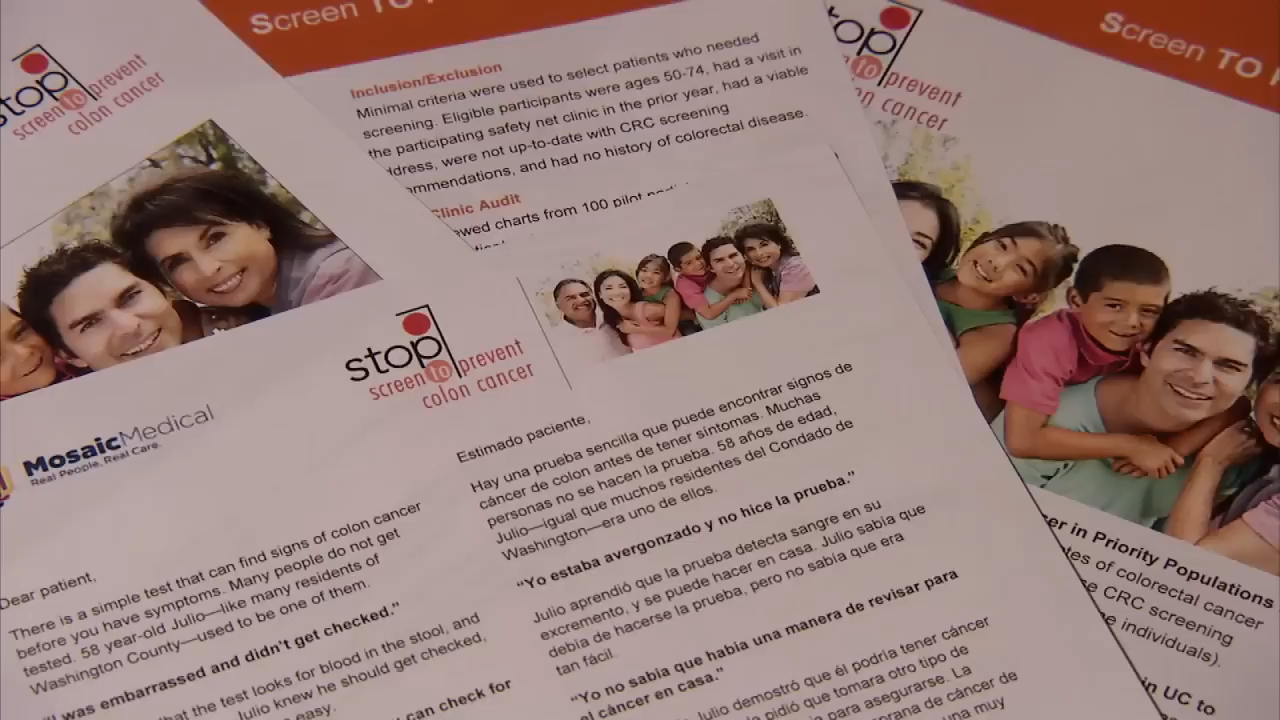 Screen TO
stop
screen to prevent
colon cancer
Inclusion/Exclusion
Minimal criteria were used to select patients who needed
screening. Eligible participants were ages 50-74, had a visit in
the participating safety net clinic in the prior year, had a viable
address, were not up-to-date with CRC screening
and had no history of colorectal disease.
Clinic Audit
charts from 100 pilot
stop
to prevent
colon cancer
Screen TO
MosaicMedical
Real People. Real Care.
Dear patient,
There is a simple test that can find signs of colon cancer
before you have symptoms. Many people do not get
tested. 58 year-old Julio—like many residents of
Washington County—used to be one of them.
"I was embarrassed and didn't get checked."
that the test looks for blood in the stool, and
Julio knew he should get checked,
easy.
can check for
stop
screen to prevent
colon cancer
Estimado paciente,
Hay una prueba sencilla que puede encontrar signos de
cáncer de colon antes de tener síntomas. Muchas
personas no se hacen la prueba. 58 años de edad,
Julio—igual que muchos residentes del Condado de
Washington—era uno de ellos.
"Yo estaba avergonzado y no hice la prueba."
Julio aprendió que la prueba detecta sangre en su
excremento, y se puede hacer en casa. Julio sabía que
debía de hacerse la prueba, pero no sabía que era
tan fácil.
"Yo no sabía que había una manera de revisar para
el cáncer en casa."
Julio demostró que él podría tener cáncer
pidió que tomara otro tipo de
para asegurarse. La
de cáncer de
una muy
in Priority Populations
of colorectal cancer
CRC screening
individuals).
in UC to